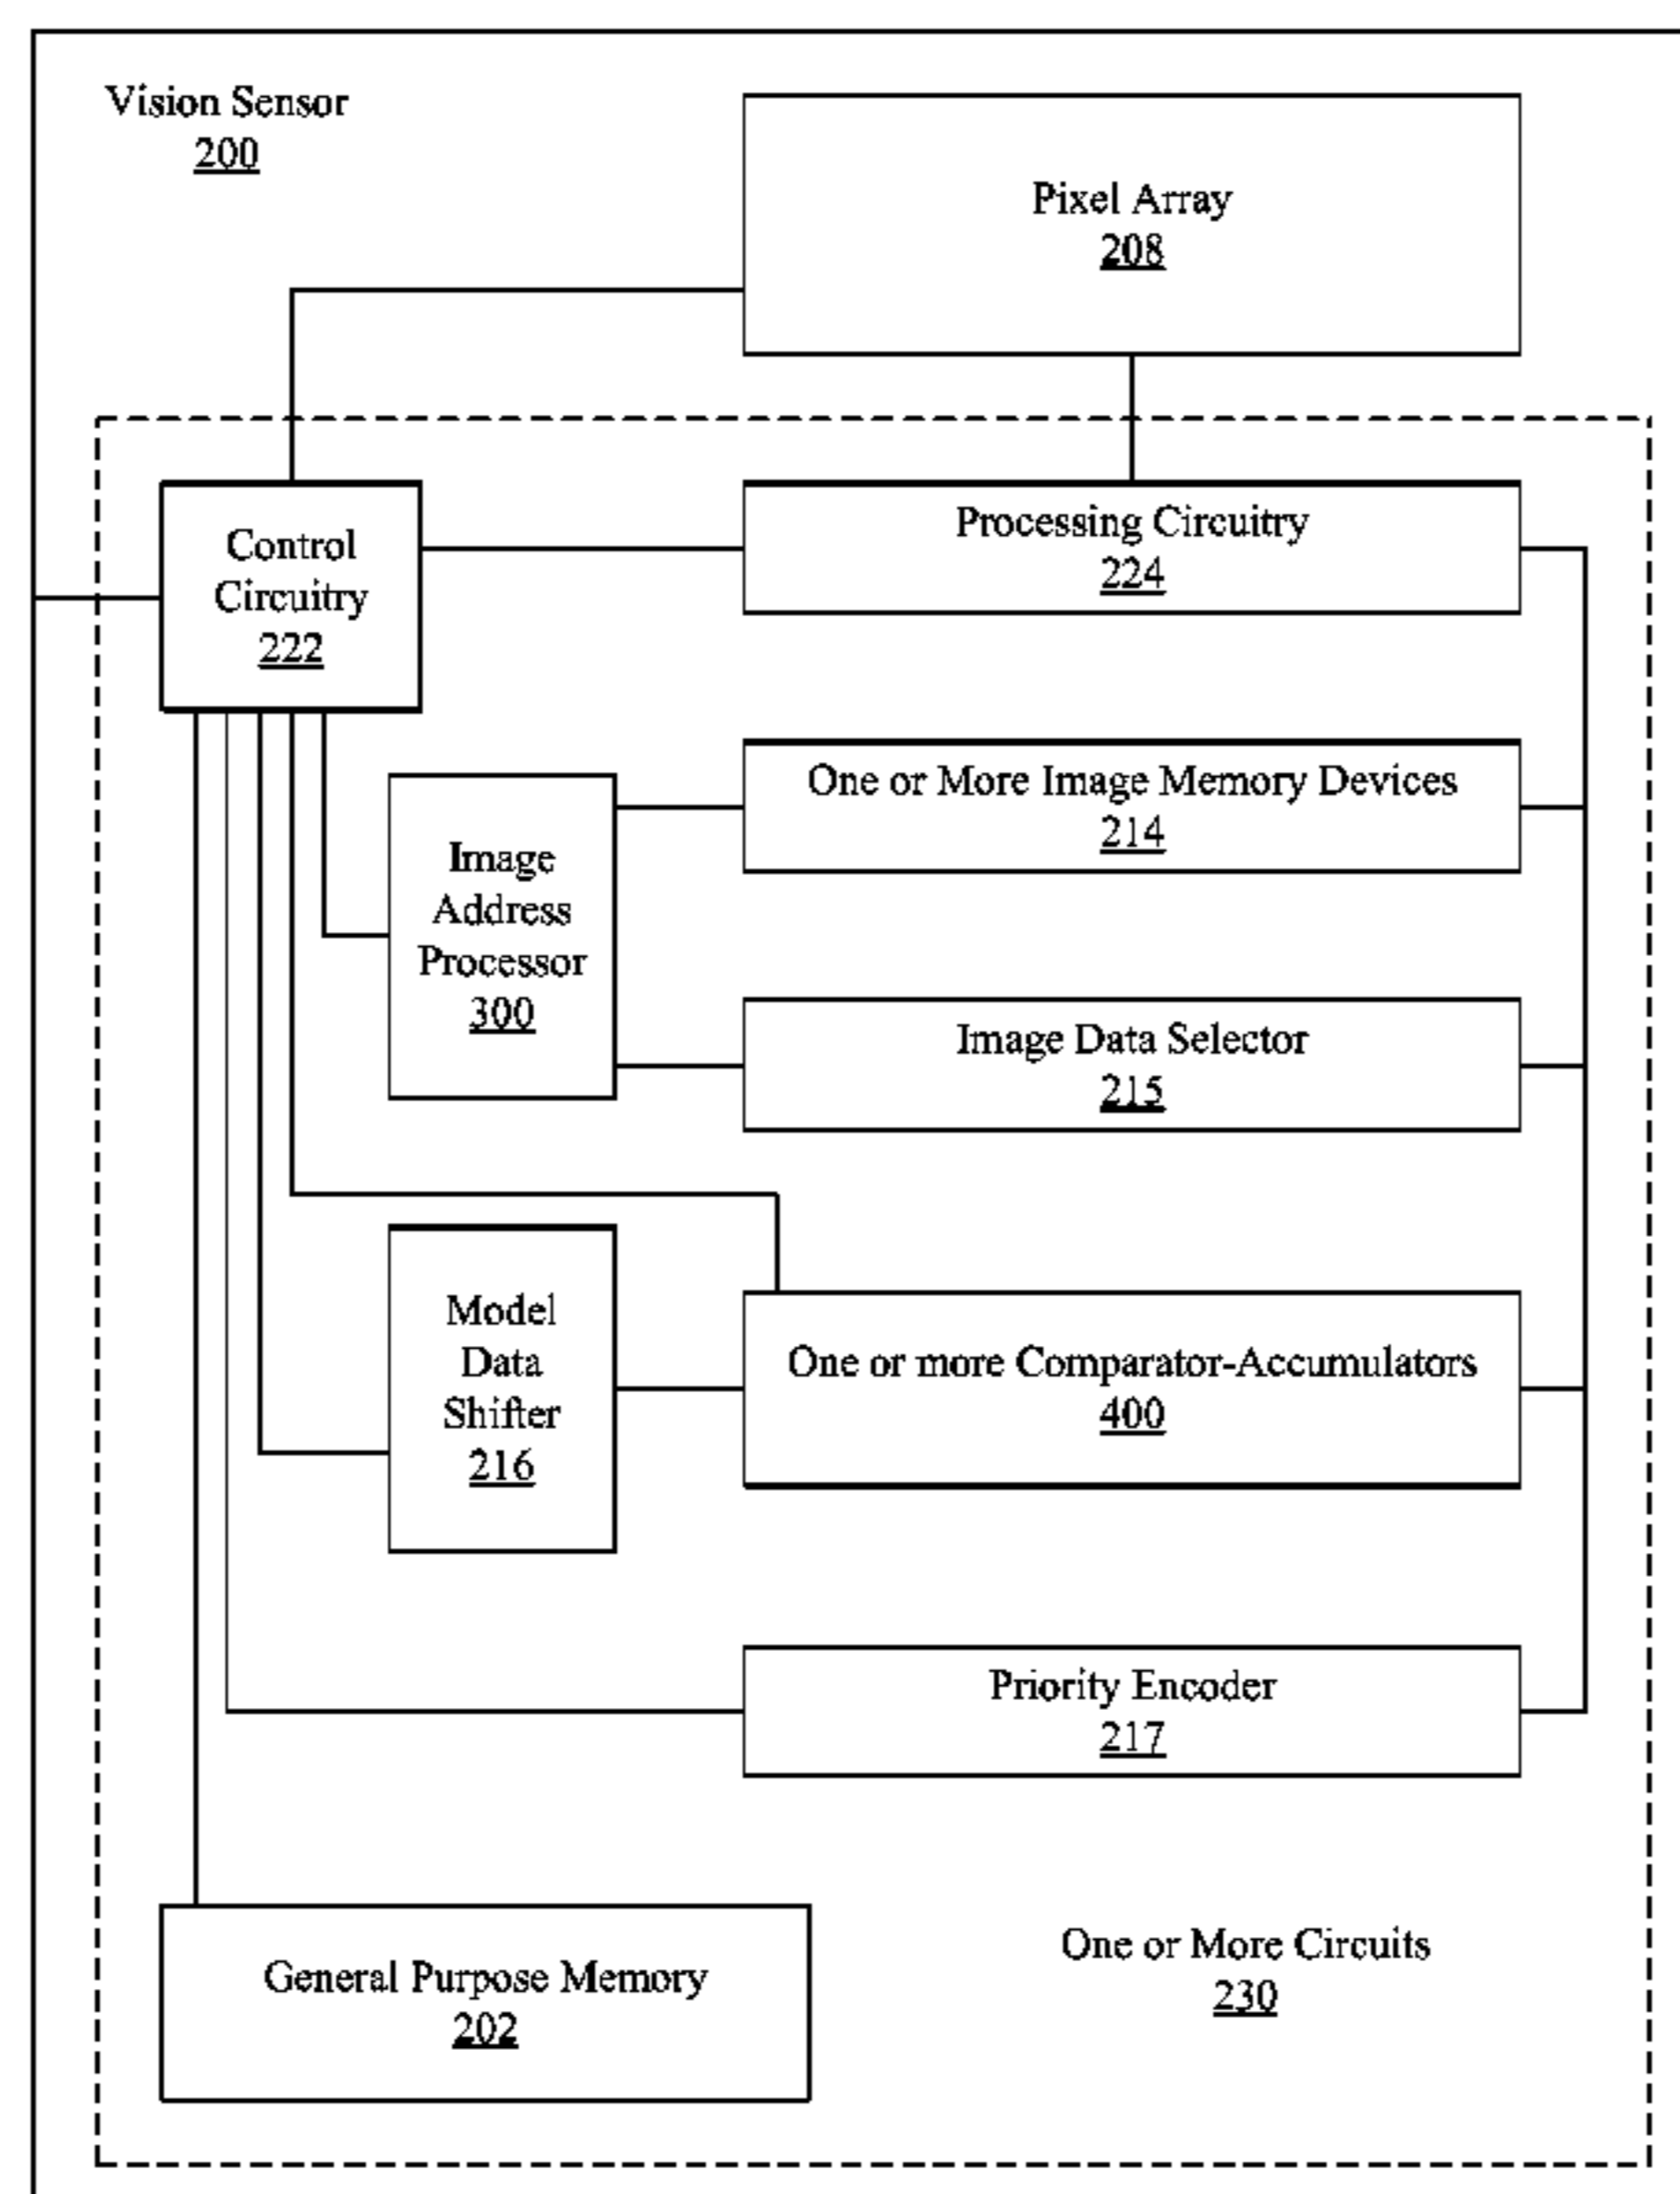 Vision Sensor
200
Pixel Array
208
Control
Circuitry
222
Processing Circuitry
224
One or More Image Memory Devices
214
Image
Address
Processor
300
Image Data Selector
215
Model
Data
Shifter
216
One or more Comparator-Accumulators
400
Priority Encoder
217
General Purpose Memory
202
One or More Circuits
230